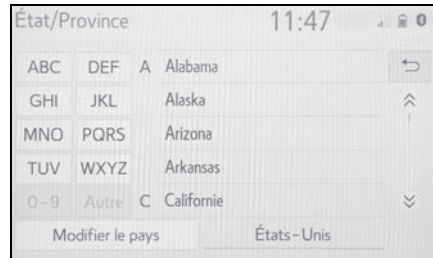 État/Province 11:47
ABC DEF A Alabama
GHI JKL Alaska
MNO PQRS Arizona
TUV WXYZ Arkansas
0-9 Autre C Californie
Modifier le pays États-Unis